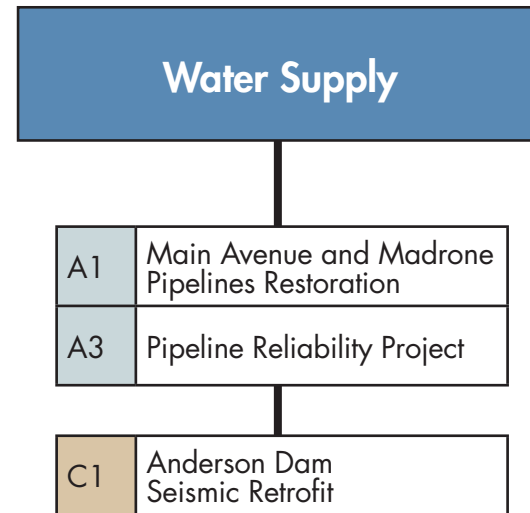 Water Supply
A1
Main Avenue and Madrone
Pipelines Restoration
A3
Pipeline Reliability Project
C1
Anderson Dam
Seismic Retrofit